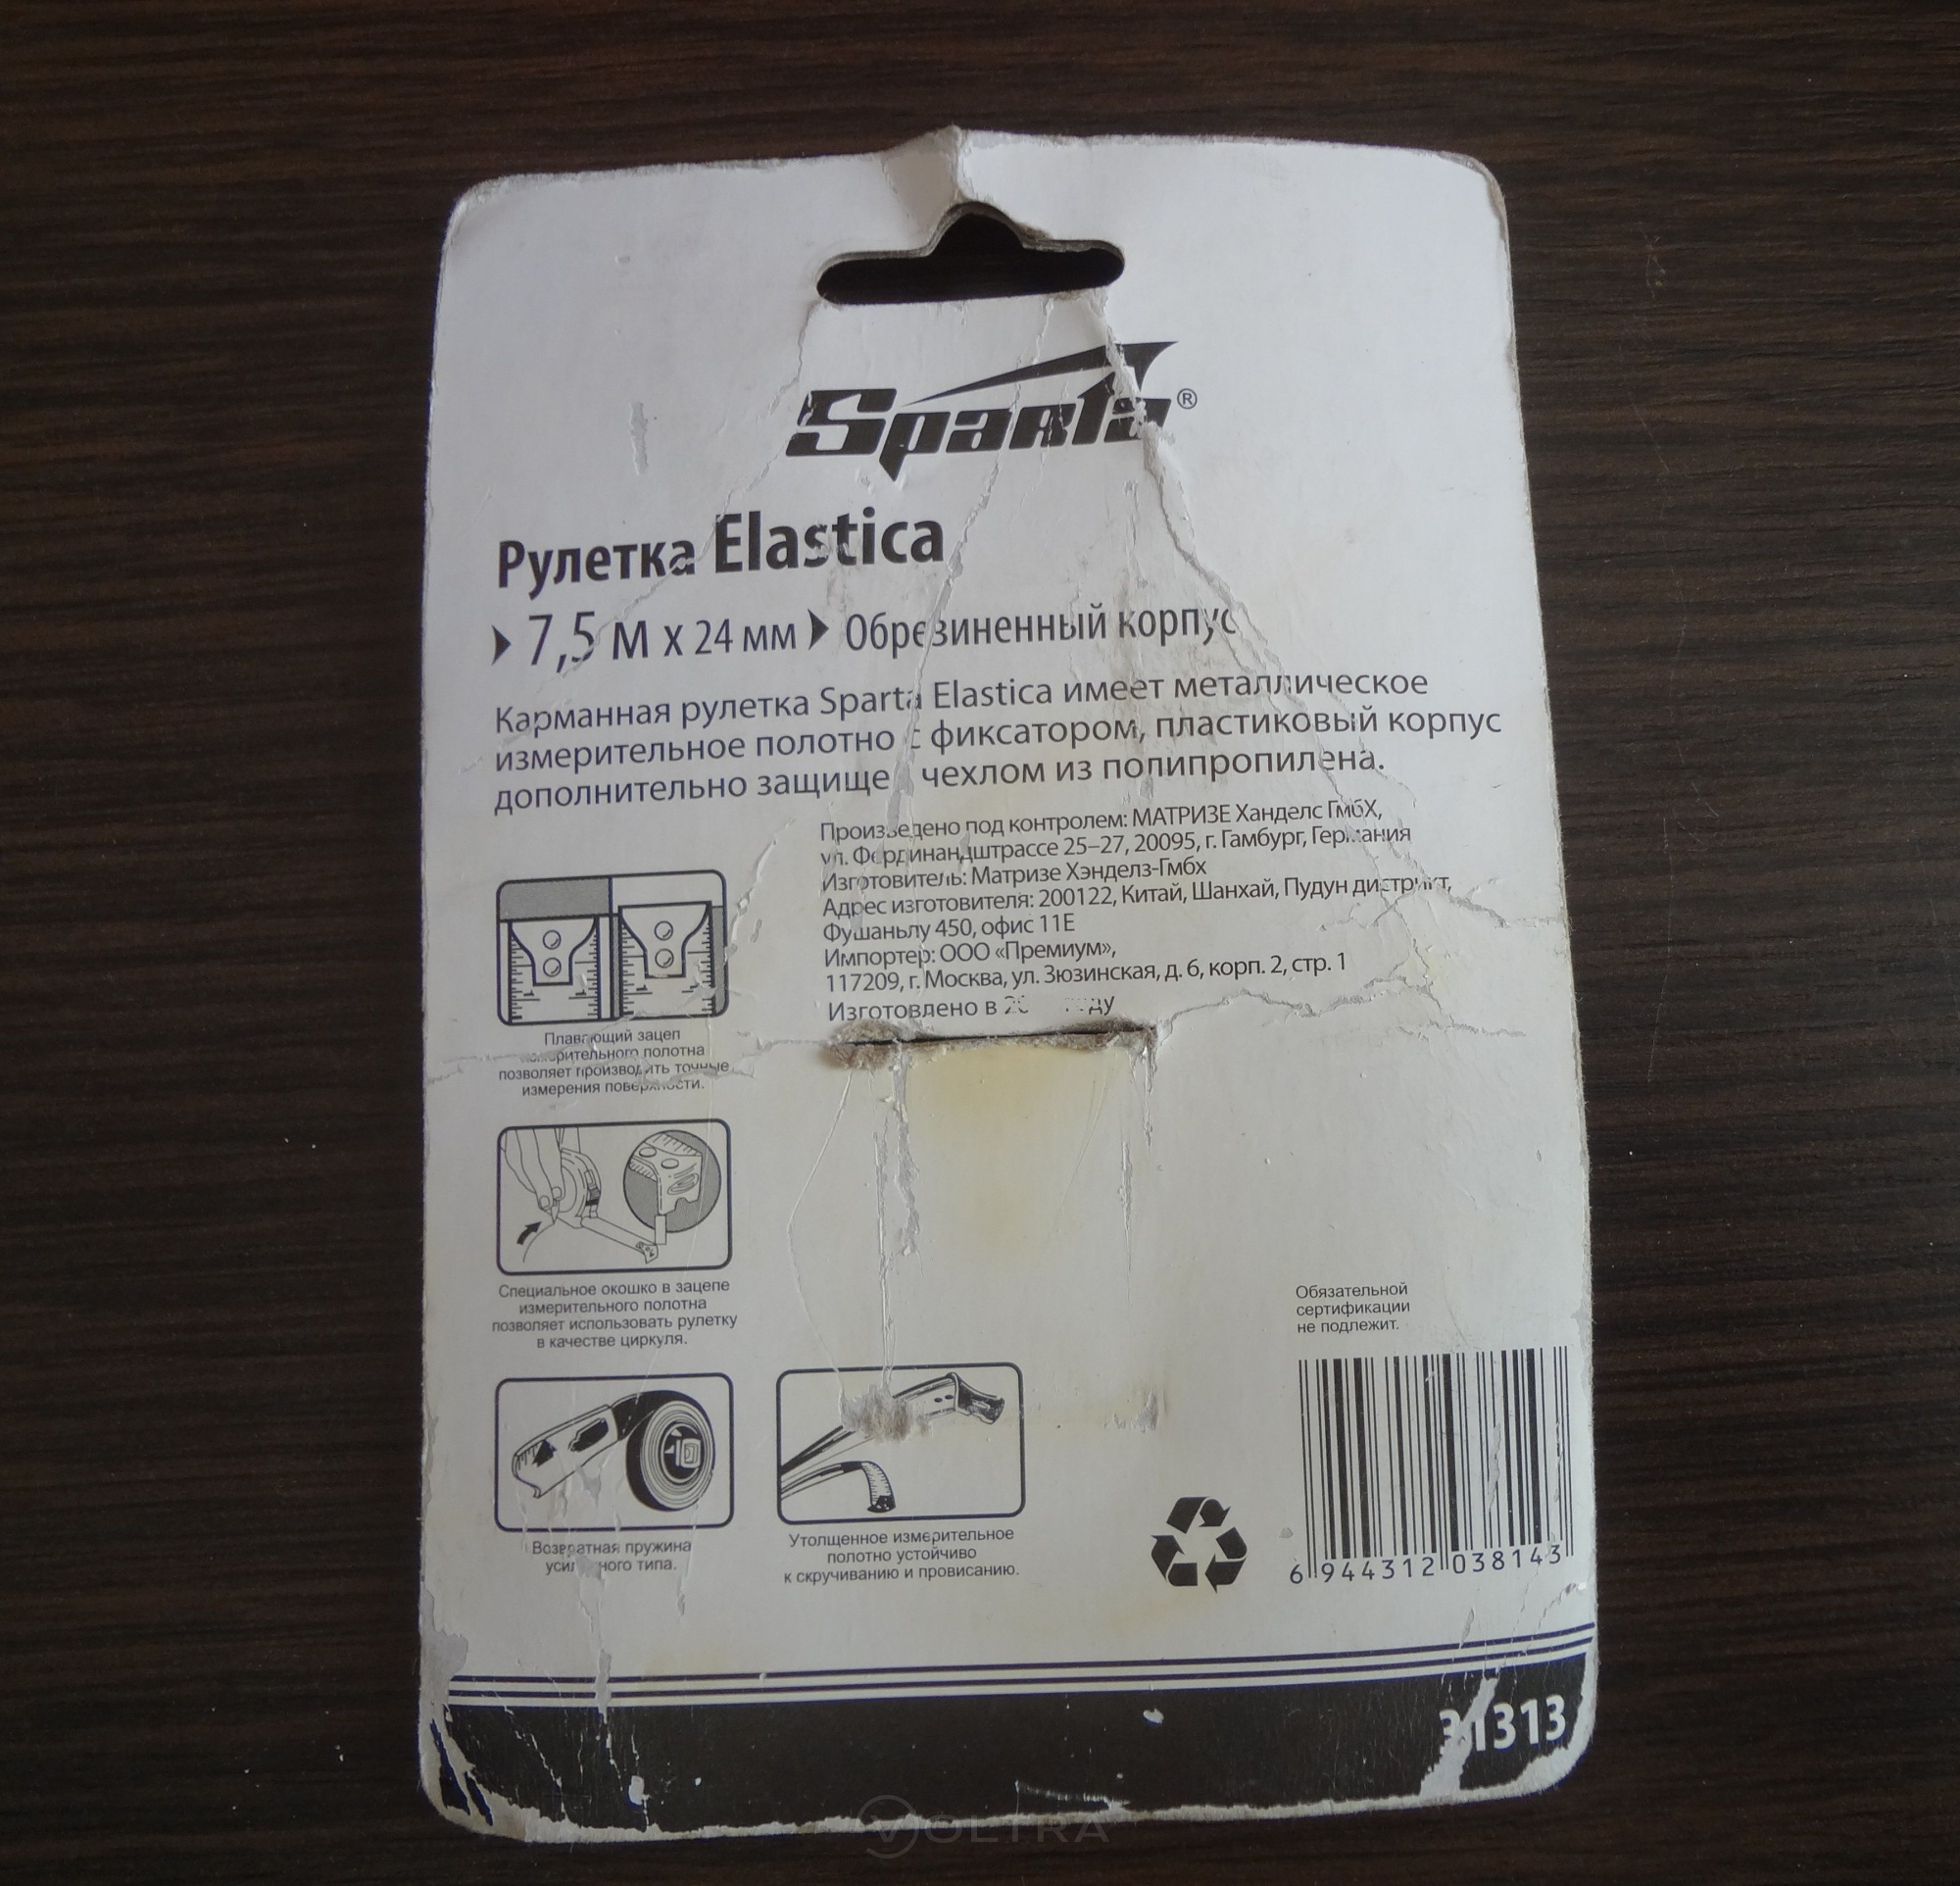 Sparta®
Рулетка Elastica
7,5 м x 24 мм Обрезиненный корпус
Карманная рулетка Sparta Elastica имеет металлическое
измерительное полотно с фиксатором, пластиковый корпус
дополнительно защище чехлом из полипропилена.
Произведено под контролем: МАТРИЗЕ Ханделс ГмбХ,
ул. Фердинандштрассе 25–27, 20095, г. Гамбург, Германия
Изготовитель: Матризе Хэнделз-Гмбх
Адрес изготовителя: 200122, Китай, Шанхай, Пудун дистрикт,
Фушаньлу 450, офис 11Е
Импортер: ООО «Премиум»,
117209, г. Москва, ул. Зюзинская, д. 6, корп. 2, стр. 1
Изготовлено в
Плавающий зацеп
измерительного полотна
позволяет производить точные
измерения поверхности.
Специальное окошко в зацепе
измерительного полотна
позволяет использовать рулетку
в качестве циркуля.
Возвратная пружина
усиленного типа.
Утолщенное измерительное
полотно устойчиво
к скручиванию и провисанию.
Обязательной
сертификации
не подлежит.
6 944312 038143
31313
VOLTRA